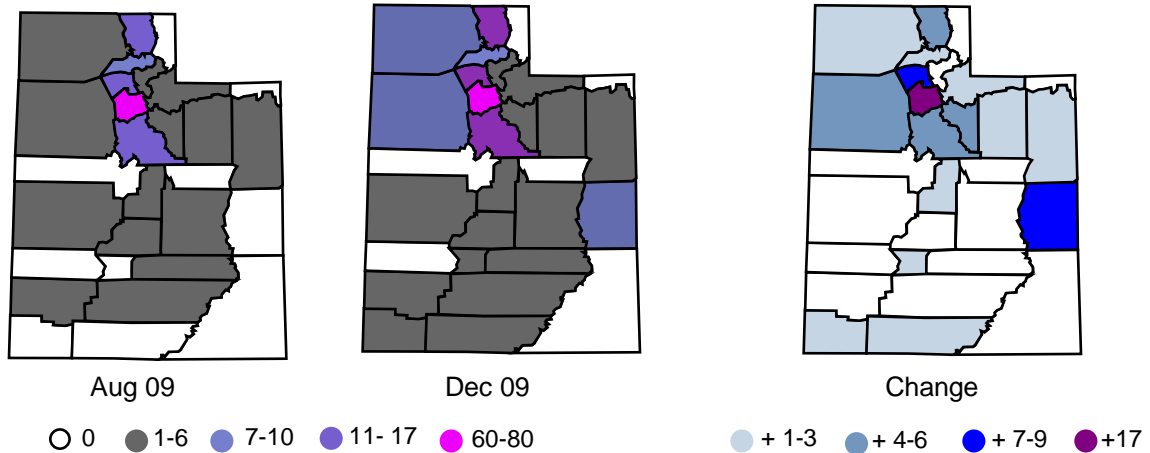 Aug 09
Dec 09
Change
0 1-6 7-10 11- 17 60-80
+ 1-3 + 4-6 + 7-9 +17